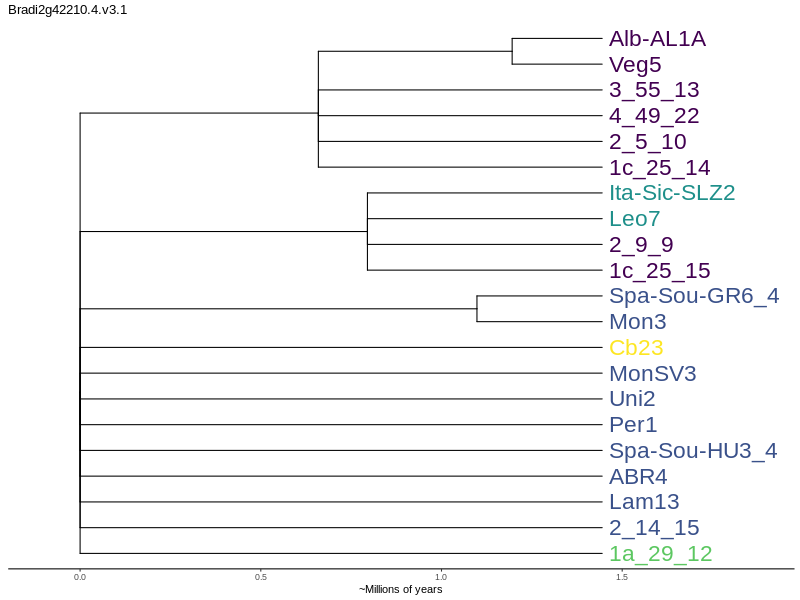 Bradi2g42210.4.v3.1
Alb-AL1A
Veg5
3_55_13
4_49_22
2_5_10
1c_25_14
Ita-Sic-SLZ2
Leo7
2_9_9
1c_25_15
Spa-Sou-GR6_4
Mon3
Cb23
MonSV3
Uni2
Per1
Spa-Sou-HU3_4
ABR4
Lam13
2_14_15
1a_29_12
0.0 0.5 1.0 1.5
~Millions of years